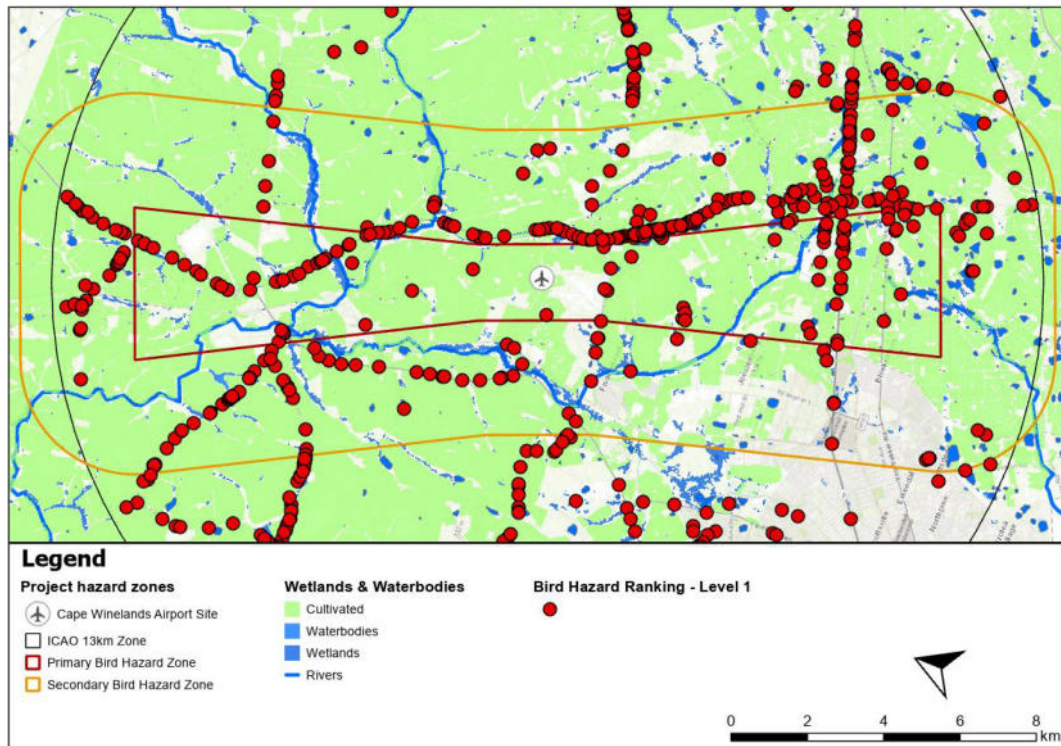 Legend
Project hazard zones
Cape Winelands Airport Site
ICAO 13km Zone
Primary Bird Hazard Zone
Secondary Bird Hazard Zone
Wetlands & Waterbodies
Cultivated
Waterbodies
Wetlands
Rivers
Bird Hazard Ranking - Level 1
0 2 4 6 8
km